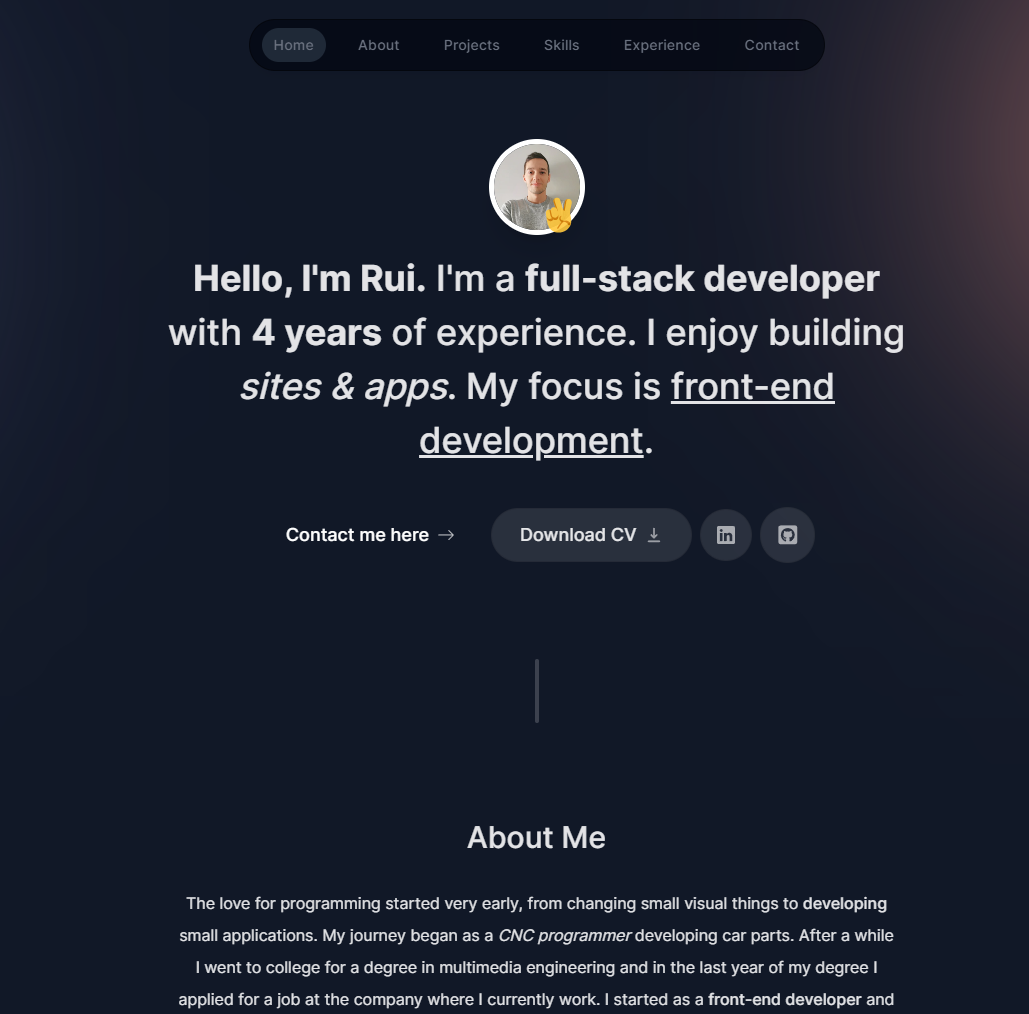 Home About Projects Skills Experience Contact
Hello, I'm Rui. I'm a full-stack developer
with 4 years of experience. I enjoy building
sites & apps. My focus is front-end
development.
Contact me here → Download CV in
About Me
The love for programming started very early, from changing small visual things to developing
small applications. My journey began as a CNC programmer developing car parts. After a while
I went to college for a degree in multimedia engineering and in the last year of my degree I
applied for a job at the company where I currently work. I started as a front-end developer and